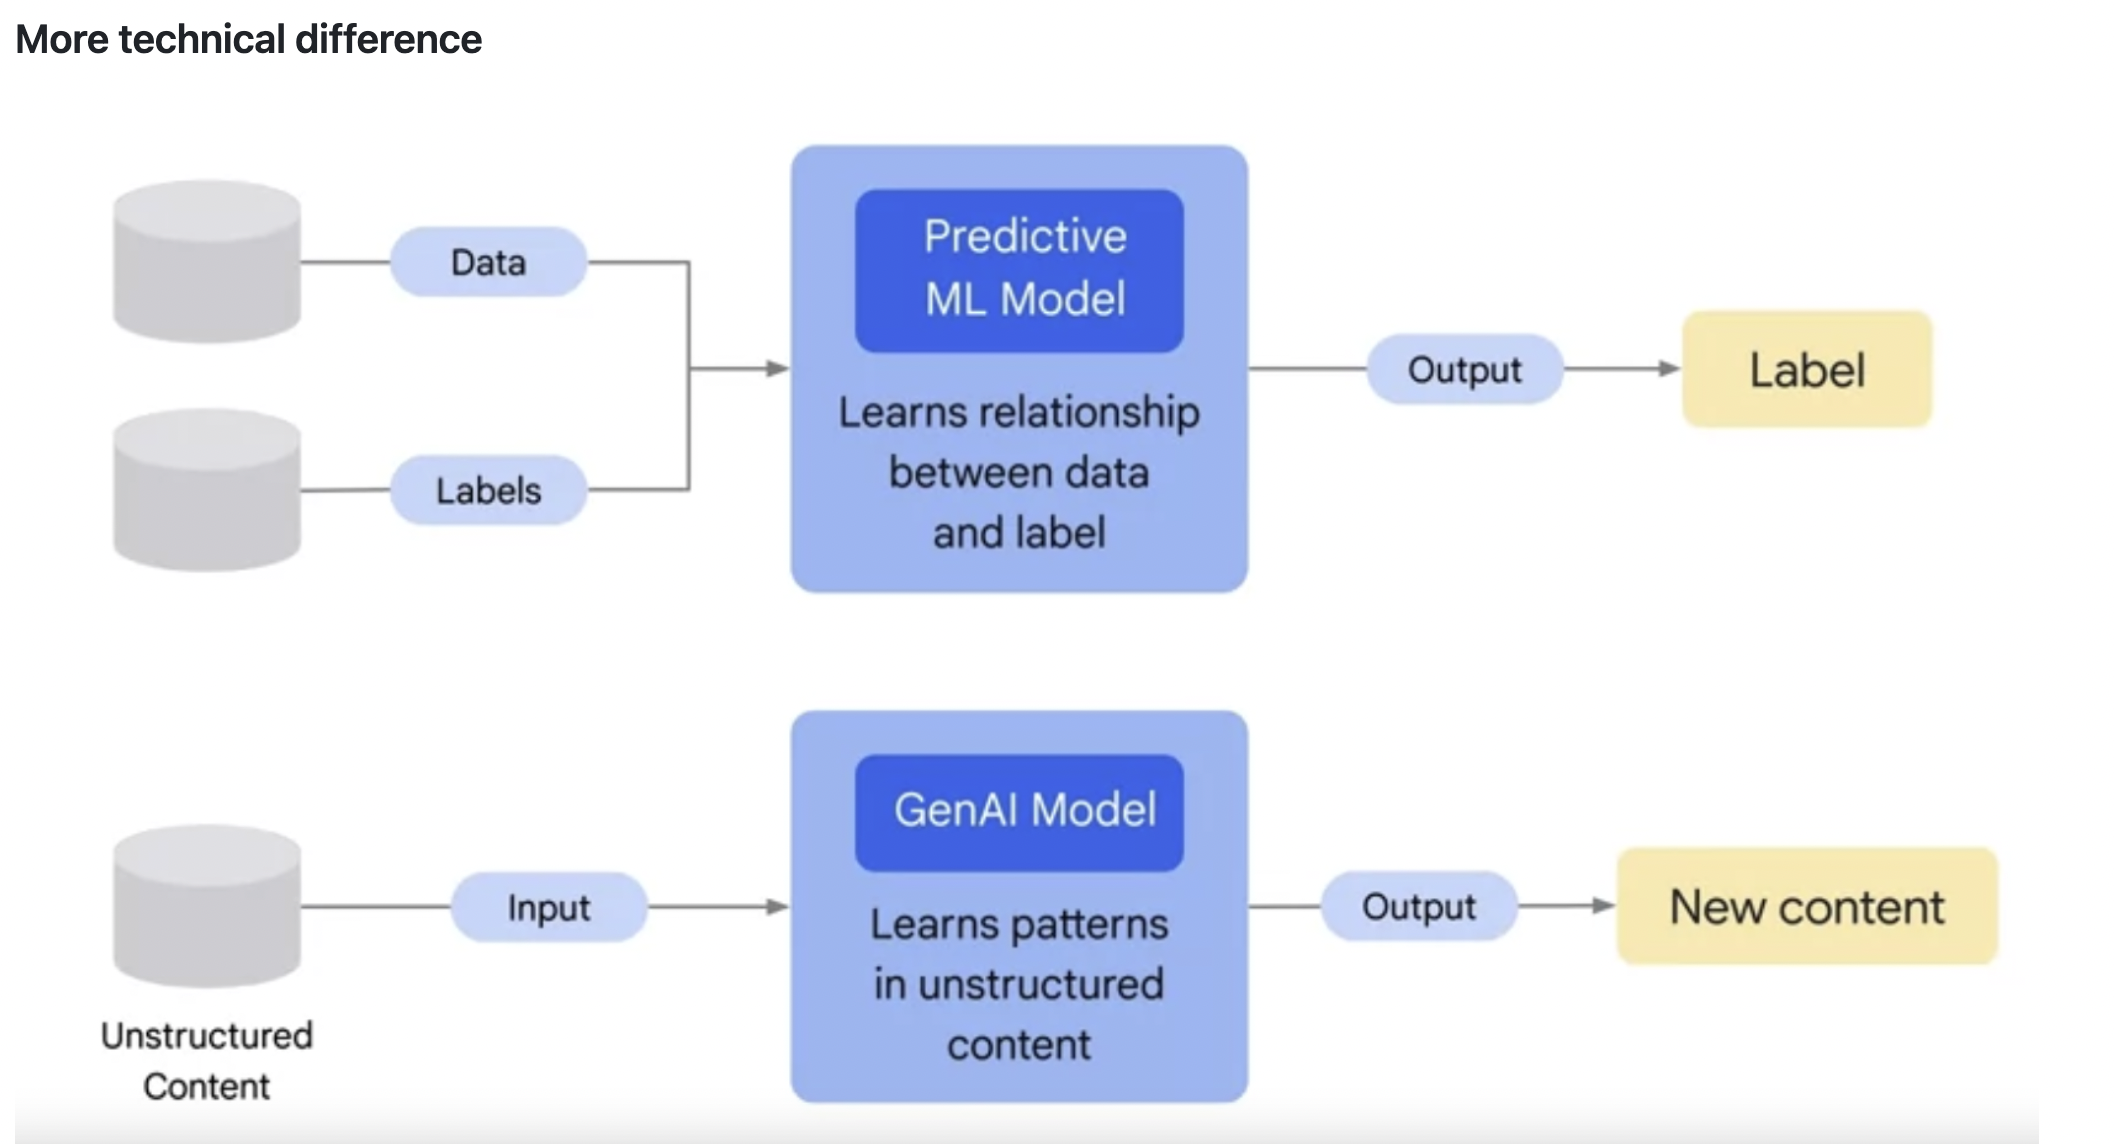 More technical difference
Data
Labels
Predictive
ML Model
Learns relationship
between data
and label
Output
Label
Unstructured
Content
Input
GenAI Model
Learns patterns
in unstructured
content
Output
New content